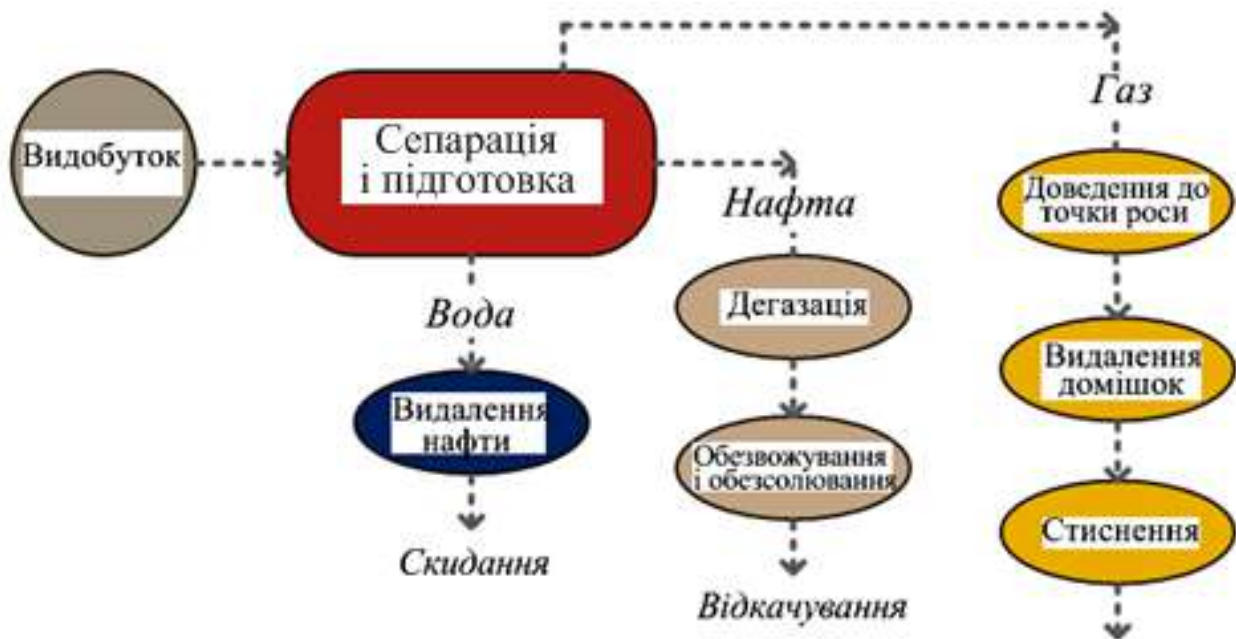 Видобуток
Сепарація
і підготовка
Газ
Нафта
Вода
Доведення до
точки роси
Дегазація
Видалення
домішок
Видалення
нафти
Обезвожування
і обезсолювання
Стиснення
Скидання
Відкачування